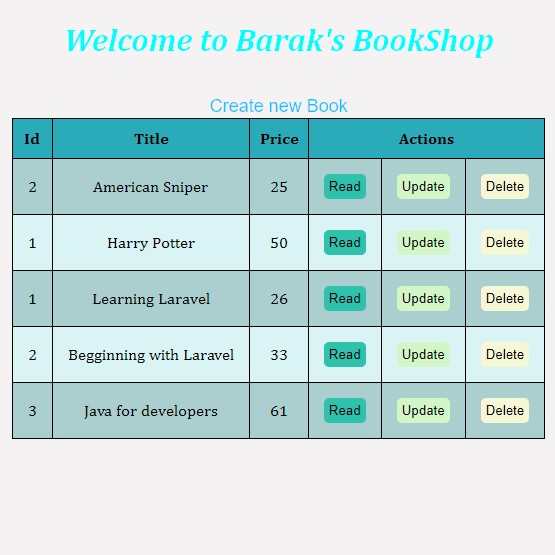 Welcome to Barak's BookShop
Create new Book
Id Title Price Actions
2 American Sniper 25 Read Update Delete
1 Harry Potter 50 Read Update Delete
1 Learning Laravel 26 Read Update Delete
2 Begginning with Laravel 33 Read Update Delete
3 Java for developers 61 Read Update Delete